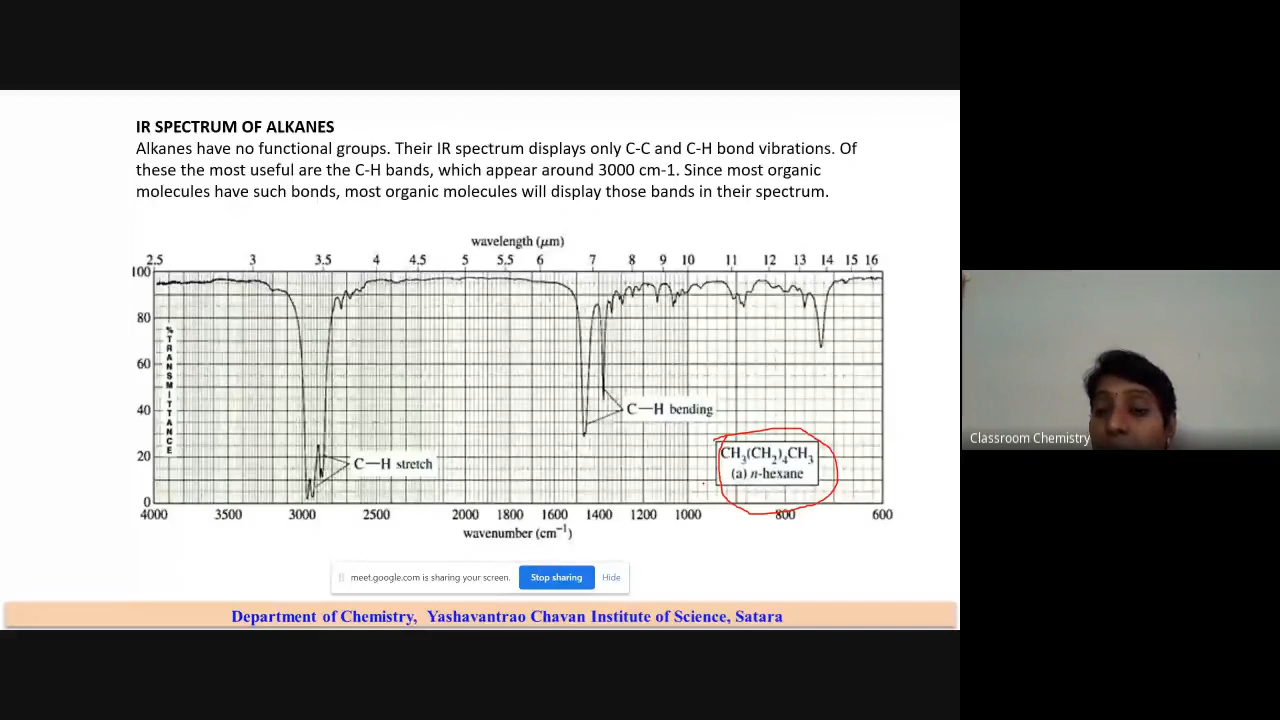 IR SPECTRUM OF ALKANES
Alkanes have no functional groups. Their IR spectrum displays only C-C and C-H bond vibrations. Of
these the most useful are the C-H bands, which appear around 3000 cm-1. Since most organic
molecules have such bonds, most organic molecules will display those bands in their spectrum.
wavelength (μm)
2.5 3 3.5 4 4.5 5 5.5 6 7 8 9 10 11 12 13 14 15 16
100
80
60
40
20
0
%TRANSMITTANCE
C—H bending
C—H stretch
CH₃(CH₂)₄CH₃
(a) n-hexane
4000 3500 3000 2500 2000 1800 1600 1400 1200 1000 800 600
wavenumber (cm⁻¹)
Classroom Chemistry
meet.google.com is sharing your screen. Stop sharing Hide
Department of Chemistry, Yashavantrao Chavan Institute of Science, Satara